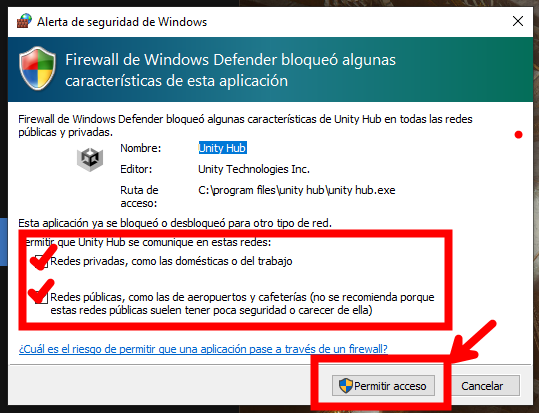 Alerta de seguridad de Windows
Firewall de Windows Defender bloqueó algunas
características de esta aplicación
Firewall de Windows Defender bloqueó algunas características de Unity Hub en todas las redes
públicas y privadas.
Nombre: Unity Hub
Editor: Unity Technologies Inc.
Ruta de
acceso: C:\program files\unity hub\unity hub.exe
Esta aplicación ya se bloqueó o desbloqueó para otro tipo de red.
Permitir que Unity Hub se comunique en estas redes:
Redes privadas, como las domésticas o del trabajo
Redes públicas, como las de aeropuertos y cafeterías (no se recomienda porque
estas redes públicas suelen tener poca seguridad o carecer de ella)
¿Cuál es el riesgo de permitir que una aplicación pase a través de un firewall?
Permitir acceso
Cancelar